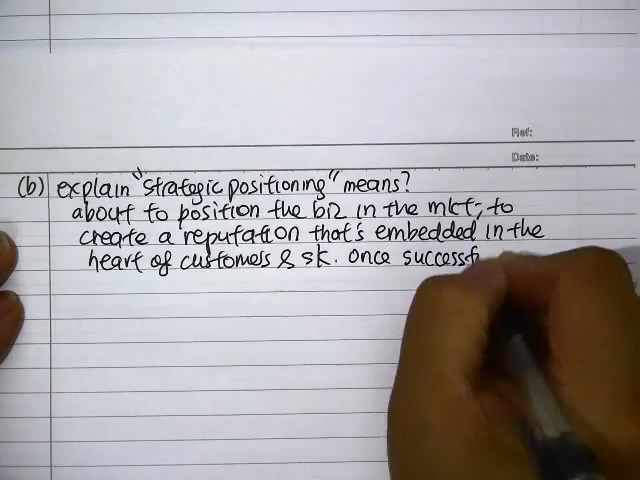 Ref:
Date:
(b) explain "strategic positioning" means?
about to position the biz in the mkt, to
create a reputation that's embedded in the
heart of customers & sk. Once successf